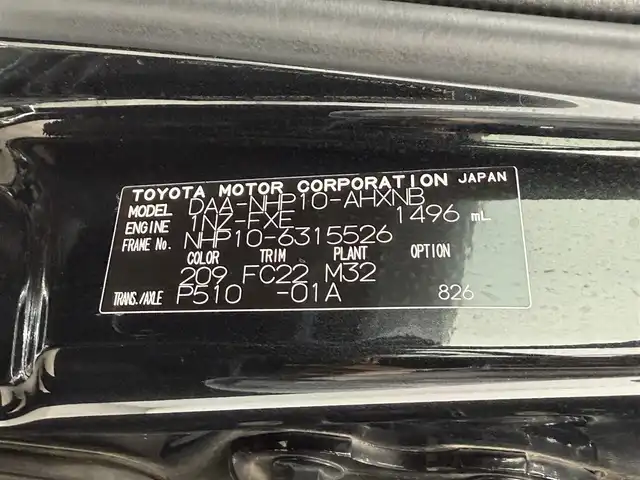 TOYOTA MOTOR CORPORATION JAPAN
MODEL DAA-NHP10-AHXNB
ENGINE 1NZ-FXE 1496 mL
FRAME No. NHP10-6315526
COLOR TRIM PLANT OPTION
209 FC22 M32
TRANS./AXLE P510 -01A 826